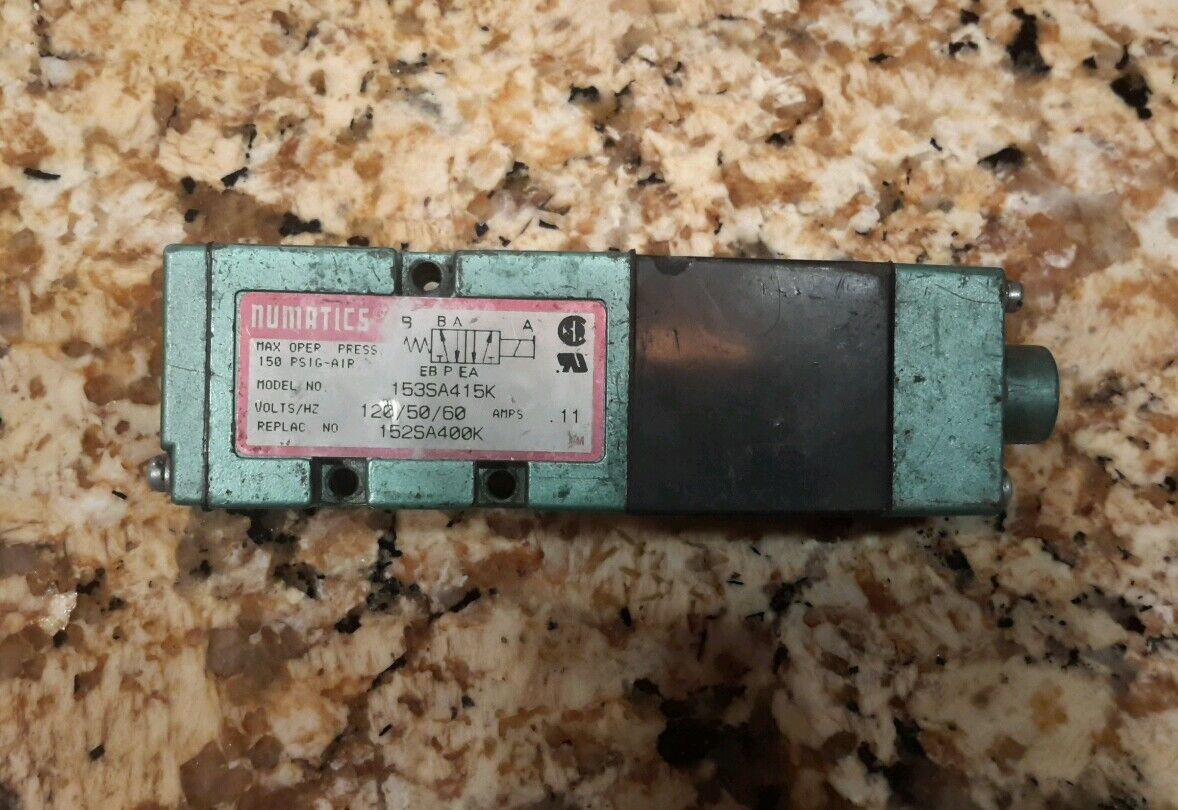 NUMATICS
MAX OPER. PRESS
150 PSIG-AIR
B BA A
EB P EA
MODEL NO. 153SA415K
VOLTS/HZ 120/50/60 AMPS .11
REPLAC. NO 152SA400K